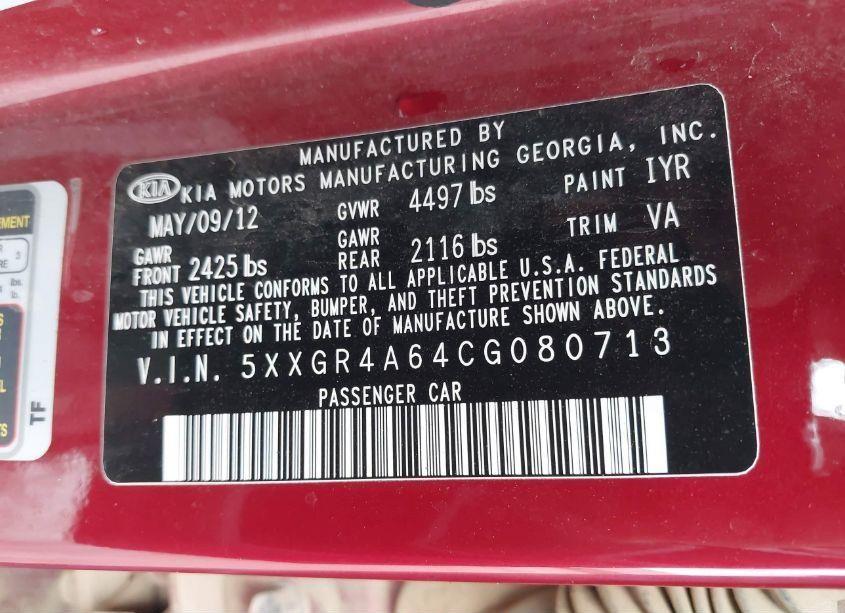 MANUFACTURED BY
KIA KIA MOTORS MANUFACTURING GEORGIA, INC.
MAY/09/12 GVWR 4497 lbs PAINT IYR
GAWR FRONT 2425 lbs GAWR REAR 2116 lbs TRIM VA
THIS VEHICLE CONFORMS TO ALL APPLICABLE U.S.A. FEDERAL
MOTOR VEHICLE SAFETY, BUMPER, AND THEFT PREVENTION STANDARDS
IN EFFECT ON THE DATE OF MANUFACTURE SHOWN ABOVE.
V.I.N. 5XXGR4A64CG080713
PASSENGER CAR
TF